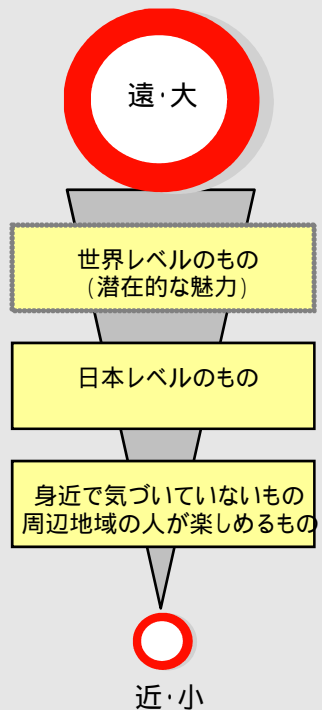 遠・大
世界レベルのもの
(潜在的な魅力)
日本レベルのもの
身近で気づいていないもの
周辺地域の人が楽しめるもの
近・小